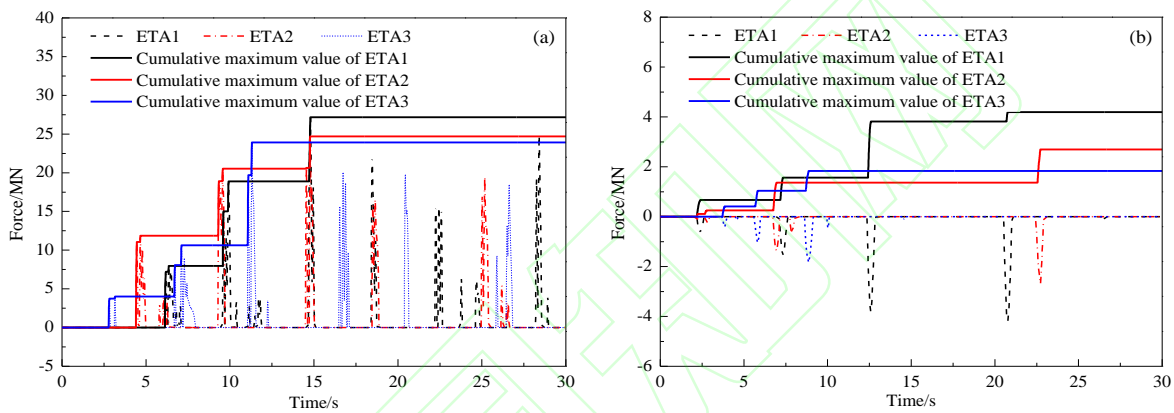 (a)
ETA1 ETA2 ETA3
Cumulative maximum value of ETA1
Cumulative maximum value of ETA2
Cumulative maximum value of ETA3
Force/MN
40
35
30
25
20
15
10
5
0
-5
0 5 10 15 20 25 30
Time/s
(b)
ETA1 ETA2 ETA3
Cumulative maximum value of ETA1
Cumulative maximum value of ETA2
Cumulative maximum value of ETA3
Force/MN
8
6
4
2
0
-2
-4
-6
0 5 10 15 20 25 30
Time/s